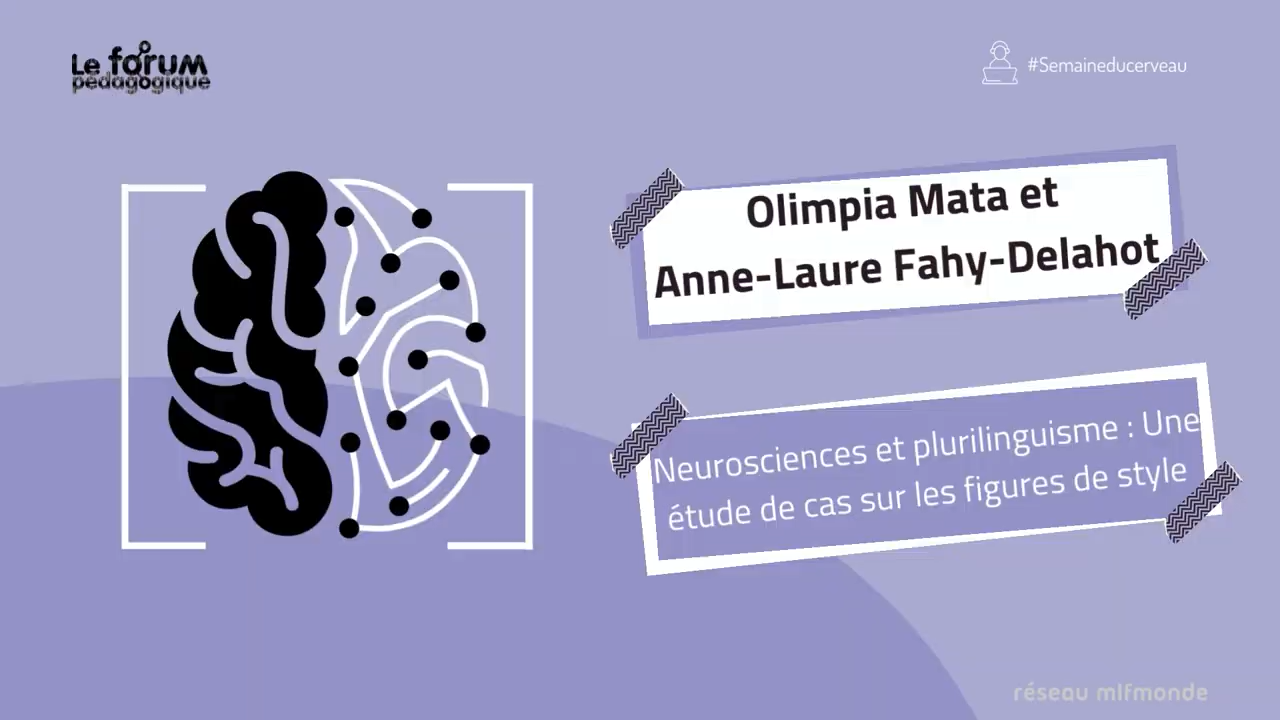 Le forum
pédagogique
#Semaineducerveau
Olimpia Mata et
Anne-Laure Fahy-Delahot
Neurosciences et plurilinguisme : Une
étude de cas sur les figures de style
réseau mlfmonde